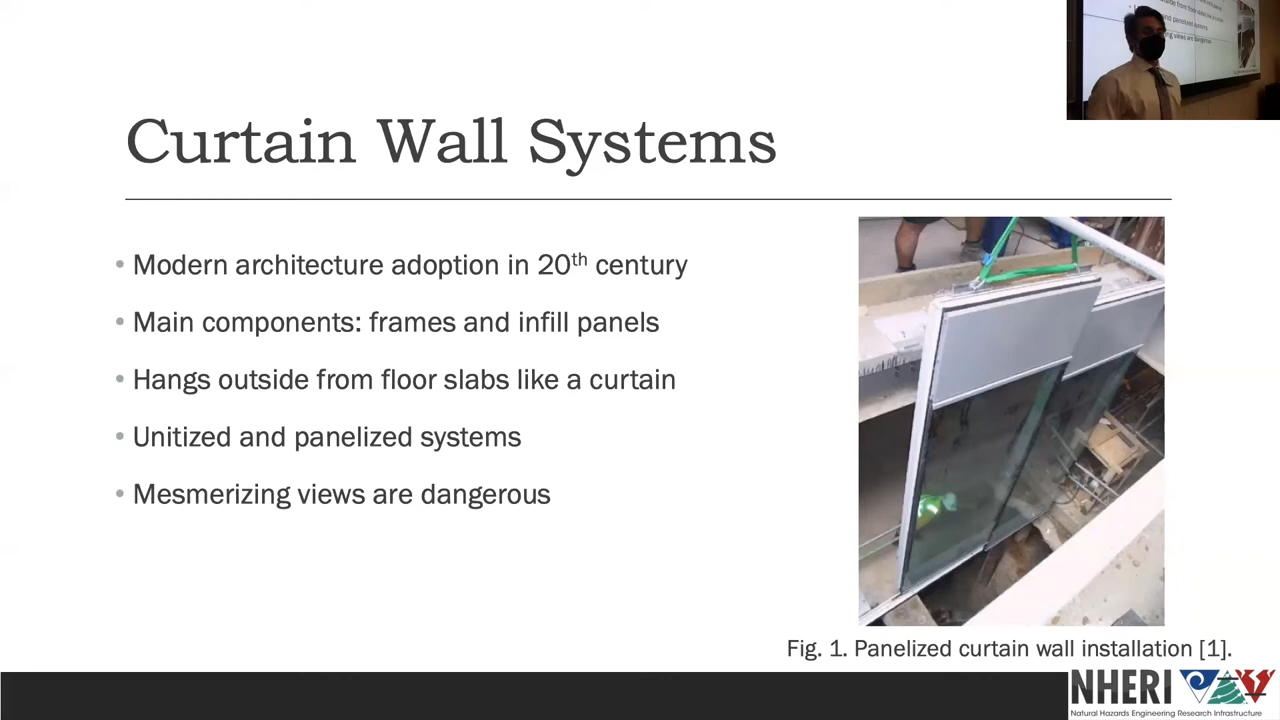 Curtain Wall Systems
• Modern architecture adoption in 20th century
• Main components: frames and infill panels
• Hangs outside from floor slabs like a curtain
• Unitized and panelized systems
• Mesmerizing views are dangerous
Fig. 1. Panelized curtain wall installation [1].
NHERI
Natural Hazards Engineering Research Infrastructure